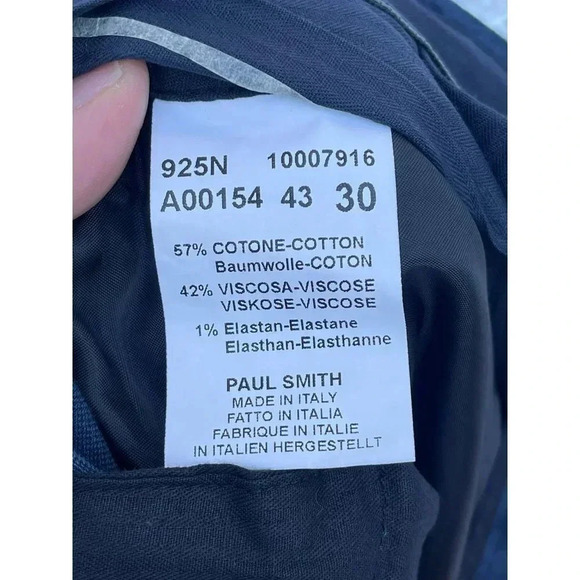 925N 10007916
A00154 43 30
57% COTONE-COTTON
Baumwolle-COTON
42% VISCOSA-VISCOSE
VISKOSE-VISCOSE
1% Elastan-Elastane
Elasthan-Elasthanne
PAUL SMITH
MADE IN ITALY
FATTO IN ITALIA
FABRIQUE IN ITALIE
IN ITALIEN HERGESTELLT